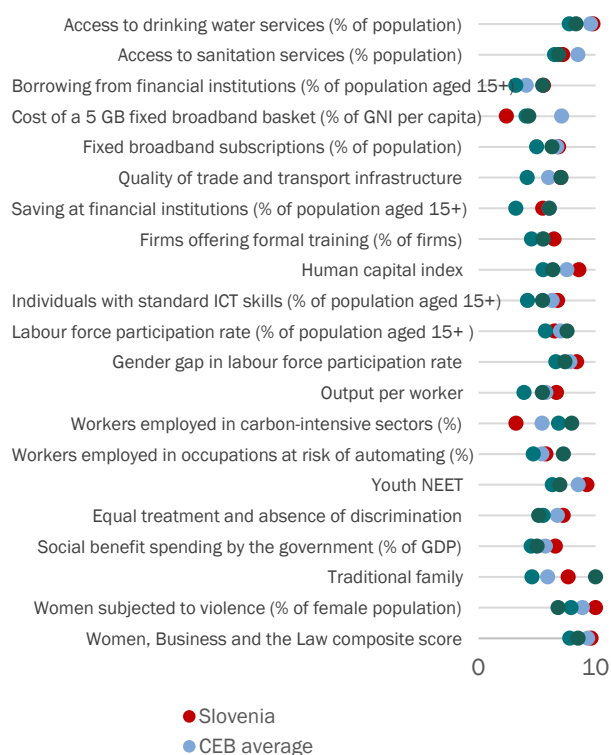 Access to drinking water services (% of population)
Access to sanitation services (% population)
Borrowing from financial institutions (% of population aged 15+)
Cost of a 5 GB fixed broadband basket (% of GNI per capita)
Fixed broadband subscriptions (% of population)
Quality of trade and transport infrastructure
Saving at financial institutions (% of population aged 15+)
Firms offering formal training (% of firms)
Human capital index
Individuals with standard ICT skills (% of population aged 15+)
Labour force participation rate (% of population aged 15+ )
Gender gap in labour force participation rate
Output per worker
Workers employed in carbon-intensive sectors (%)
Workers employed in occupations at risk of automating (%)
Youth NEET
Equal treatment and absence of discrimination
Social benefit spending by the government (% of GDP)
Traditional family
Women subjected to violence (% of female population)
Women, Business and the Law composite score
0 10
Slovenia
CEB average